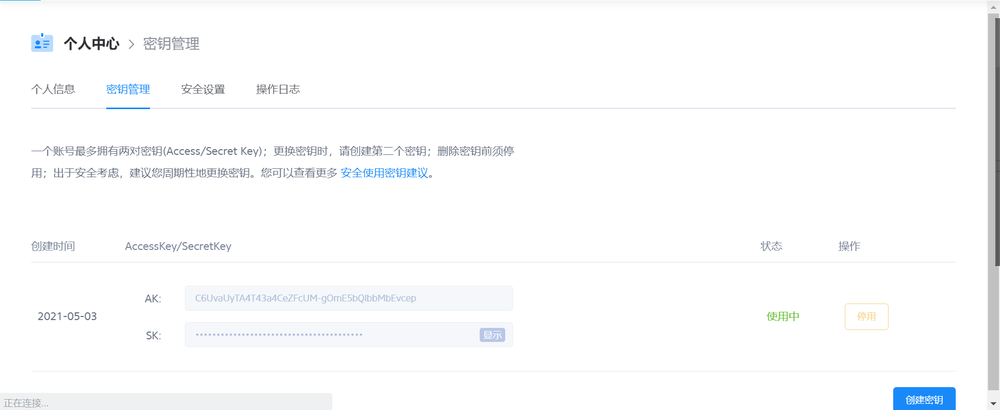 个人中心 > 密钥管理
个人信息 密钥管理 安全设置 操作日志
一个账号最多拥有两对密钥(Access/Secret Key)；更换密钥时，请创建第二个密钥；删除密钥前须停
用；出于安全考虑，建议您周期性地更换密钥。您可以查看更多 安全使用密钥建议。
创建时间 AccessKey/SecretKey 状态 操作
AK: C6UvaUyTA4T43a4CeZFcUM-gOmE5bQlbbMbEvcep
2021-05-03 使用中 停用
SK: •••••••••••••••••••••••••••••••••••••••• 显示
创建密钥
正在连接...